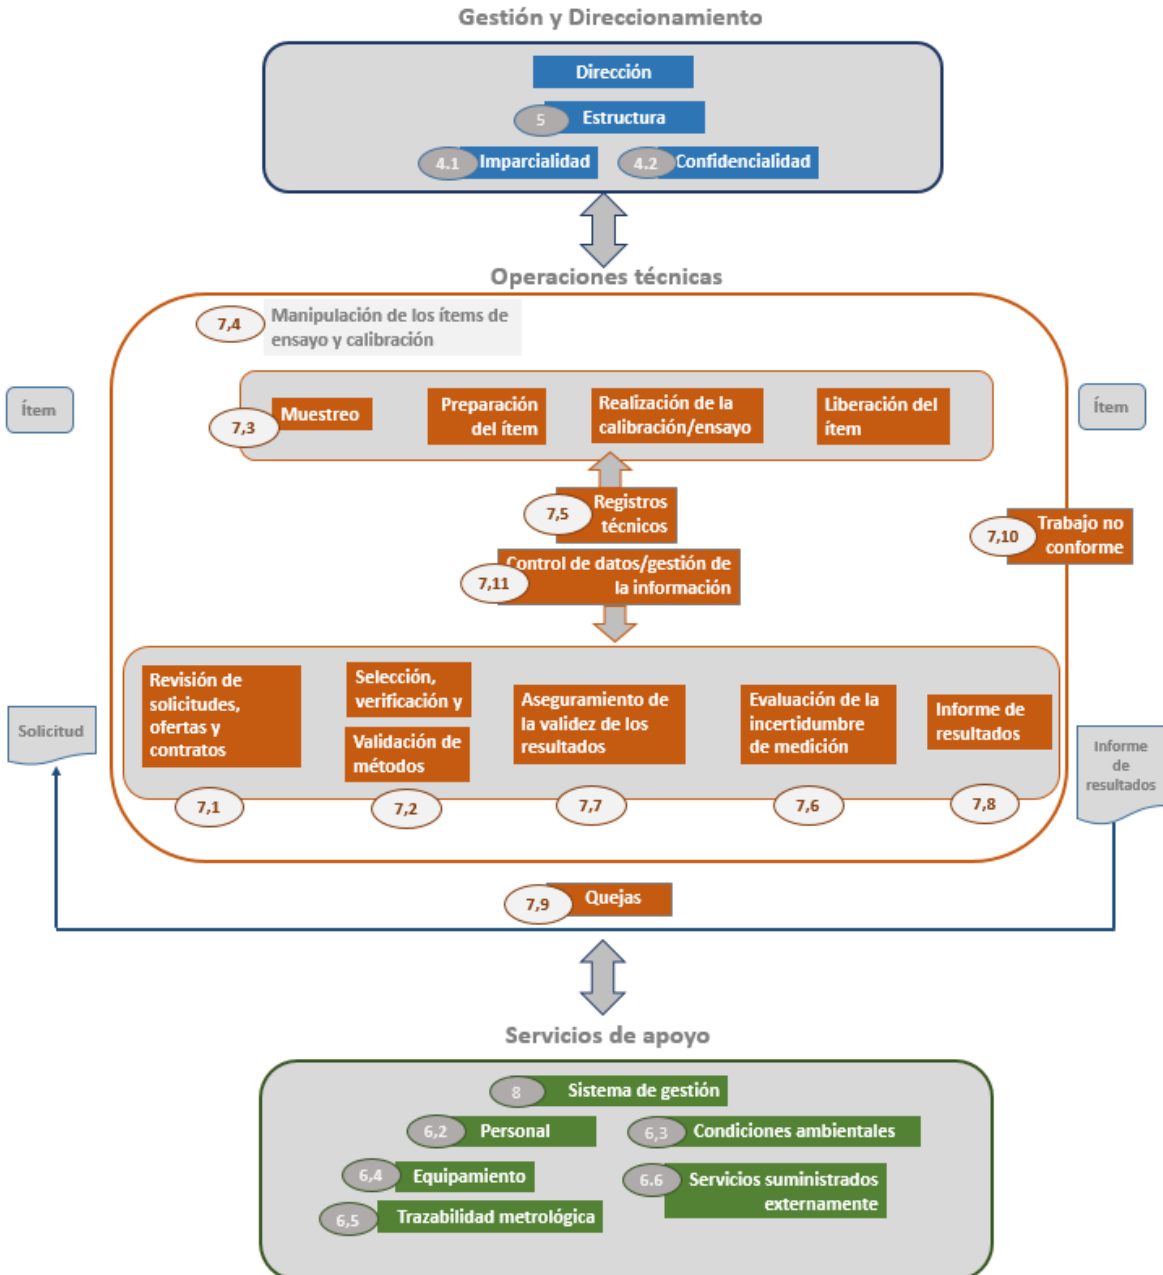 Gestión y Direccionamiento
Dirección
5 Estructura
4.1 Imparcialidad
4.2 Confidencialidad
Operaciones técnicas
7,4 Manipulación de los ítems de
ensayo y calibración
Ítem
Ítem
7,3 Muestreo
Preparación
del ítem
Realización de la
calibración/ensayo
Liberación del
ítem
7,5 Registros
técnicos
7,10 Trabajo no
conforme
7,11 Control de datos/gestión de
la información
Solicitud
Revisión de
solicitudes,
ofertas y
contratos
Selección,
verificación y
Validación de
métodos
Aseguramiento de
la validez de los
resultados
Evaluación de la
incertidumbre
de medición
Informe de
resultados
Informe
de
resultados
7,1
7,2
7,7
7,6
7,8
7,9 Quejas
Servicios de apoyo
8 Sistema de gestión
6,2 Personal
6,3 Condiciones ambientales
6,4 Equipamiento
6.6 Servicios suministrados
externamente
6,5 Trazabilidad metrológica